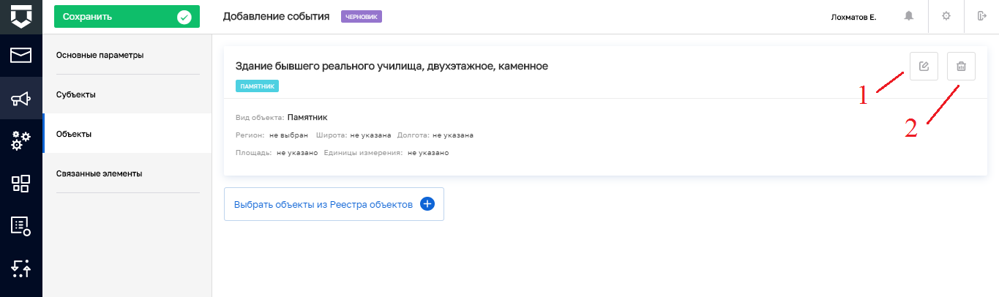 Сохранить
Добавление события ЧЕРНОВИК
Лохматов Е.
Основные параметры
Субъекты
Объекты
Связанные элементы
Здание бывшего реального училища, двухэтажное, каменное
ПАМЯТНИК
1
2
Вид объекта: Памятник
Регион: не выбран Широта: не указана Долгота: не указана
Площадь: не указано Единицы измерения: не указано
Выбрать объекты из Реестра объектов